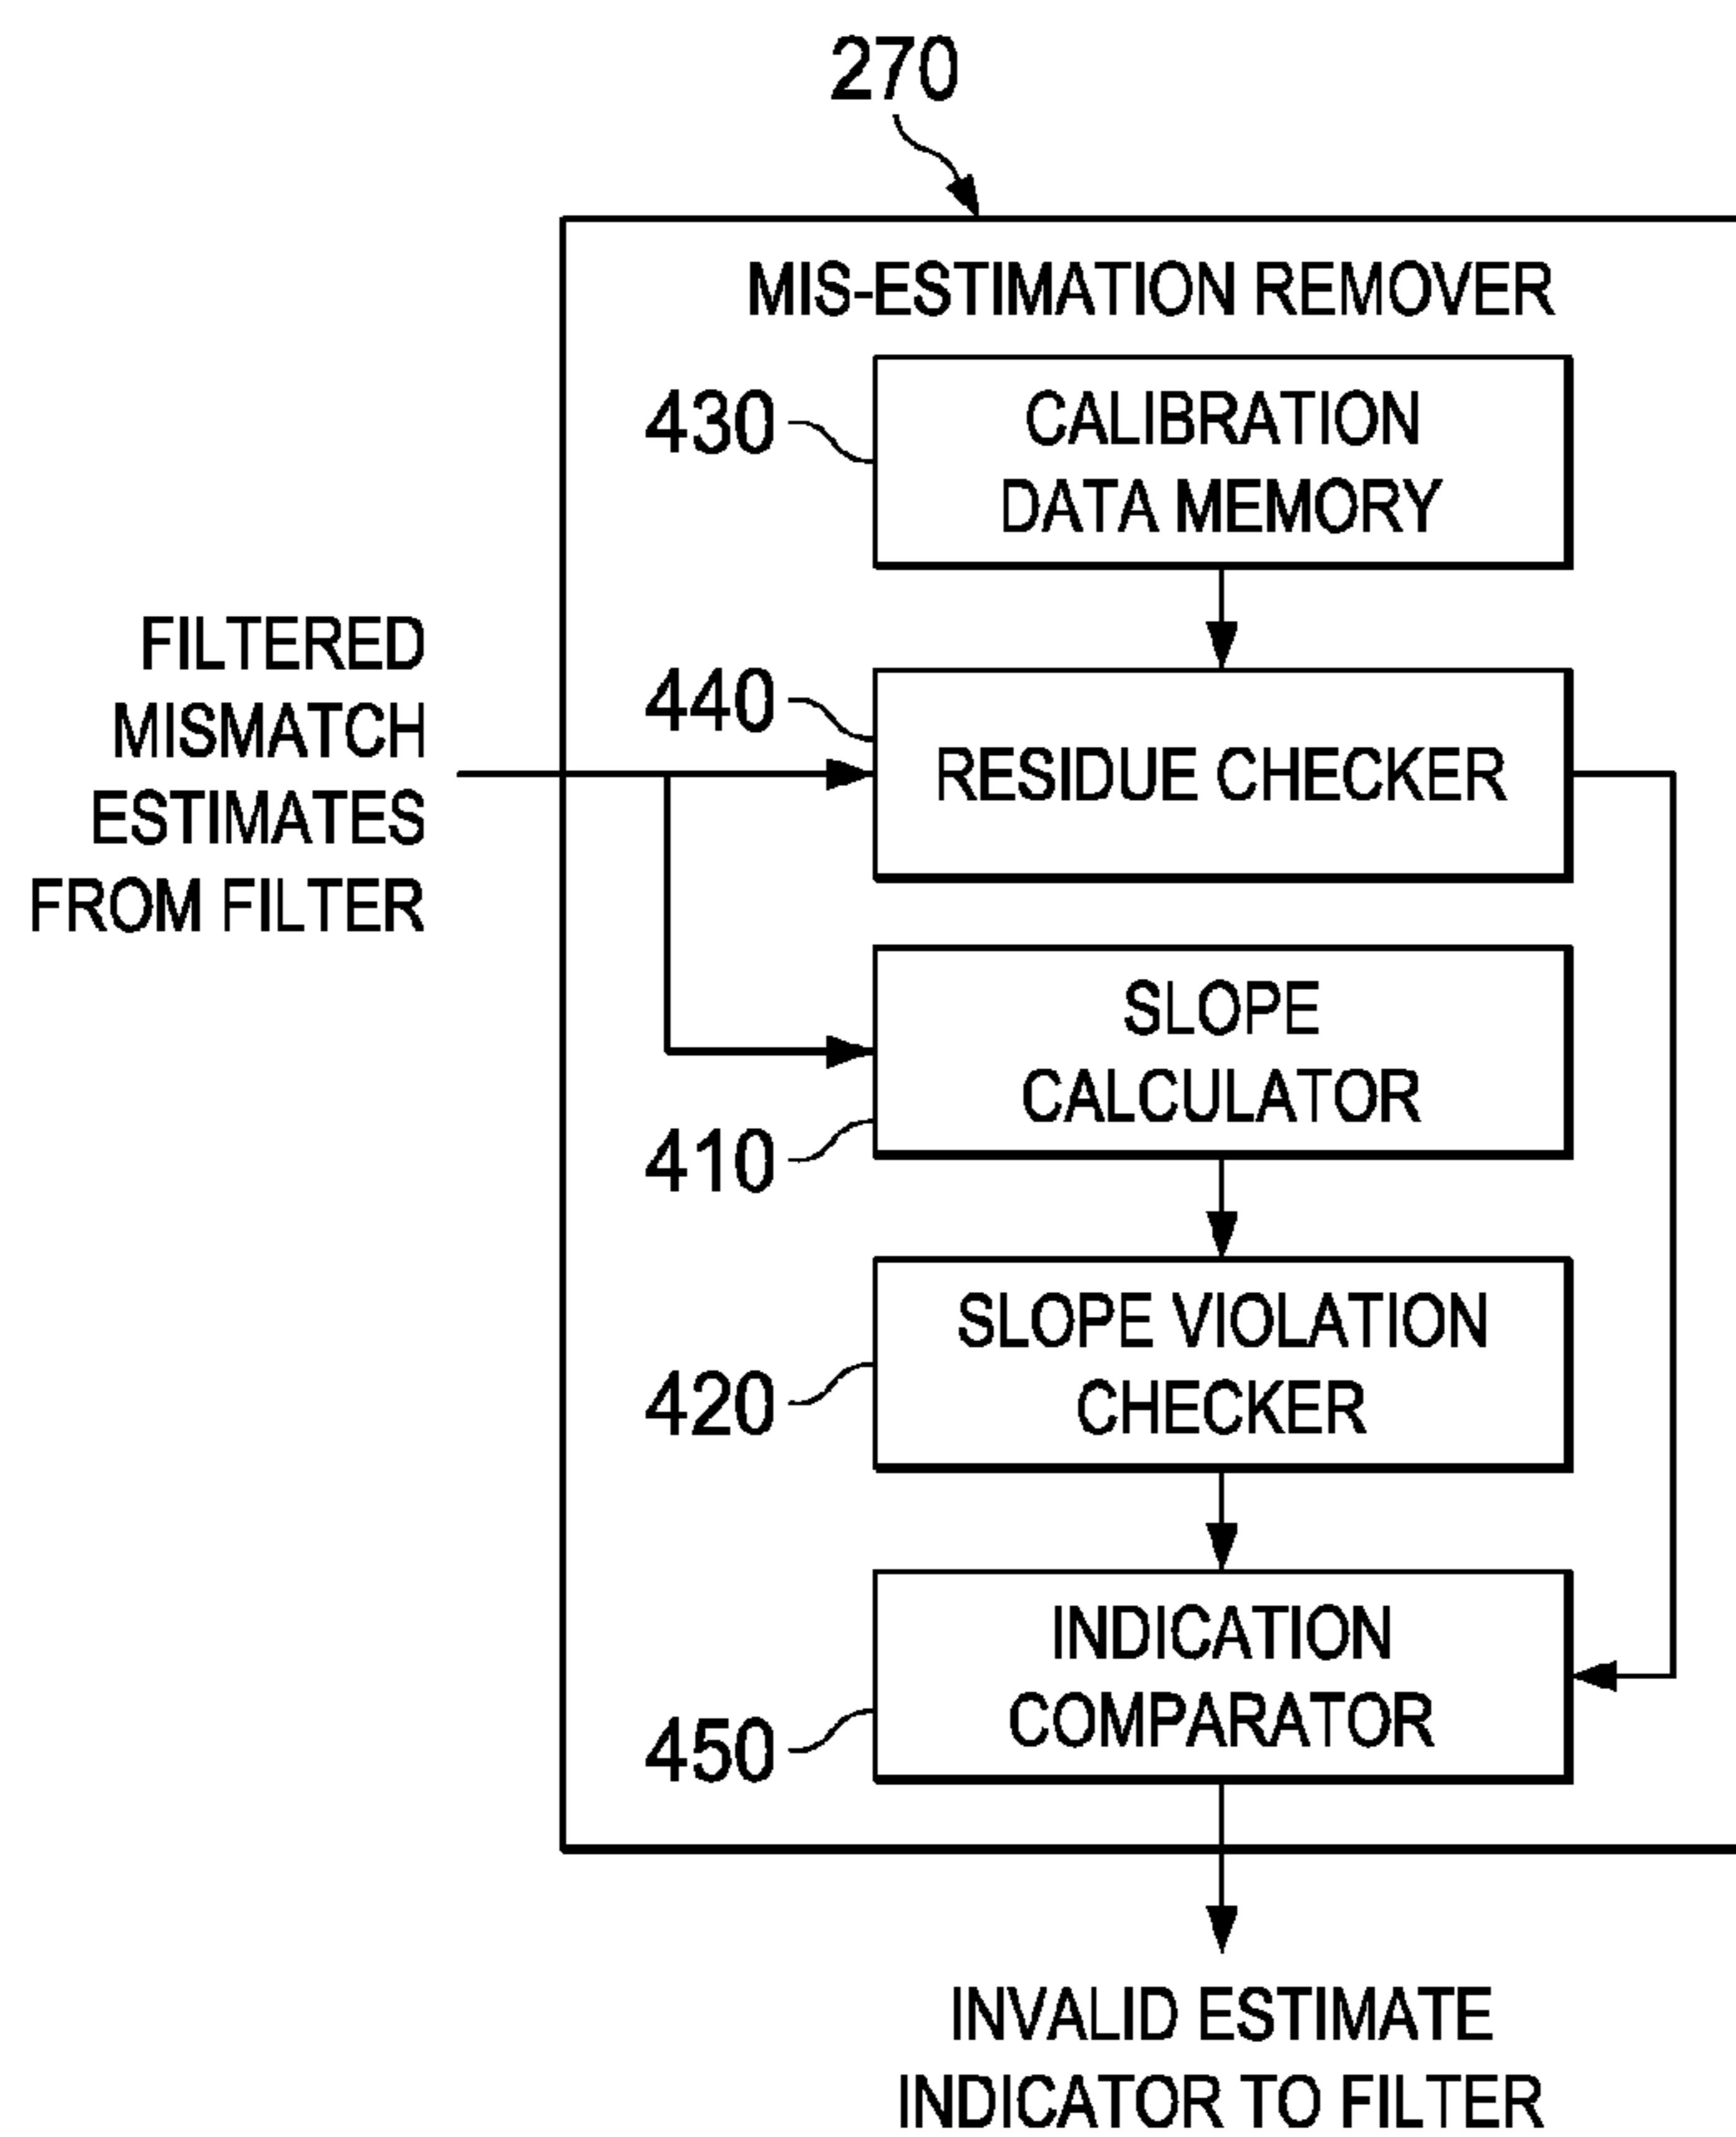 270
MIS-ESTIMATION REMOVER
430
CALIBRATION
DATA MEMORY
FILTERED
MISMATCH
ESTIMATES
FROM FILTER
440
RESIDUE CHECKER
SLOPE
CALCULATOR
410
SLOPE VIOLATION
CHECKER
420
INDICATION
COMPARATOR
450
INVALID ESTIMATE
INDICATOR TO FILTER